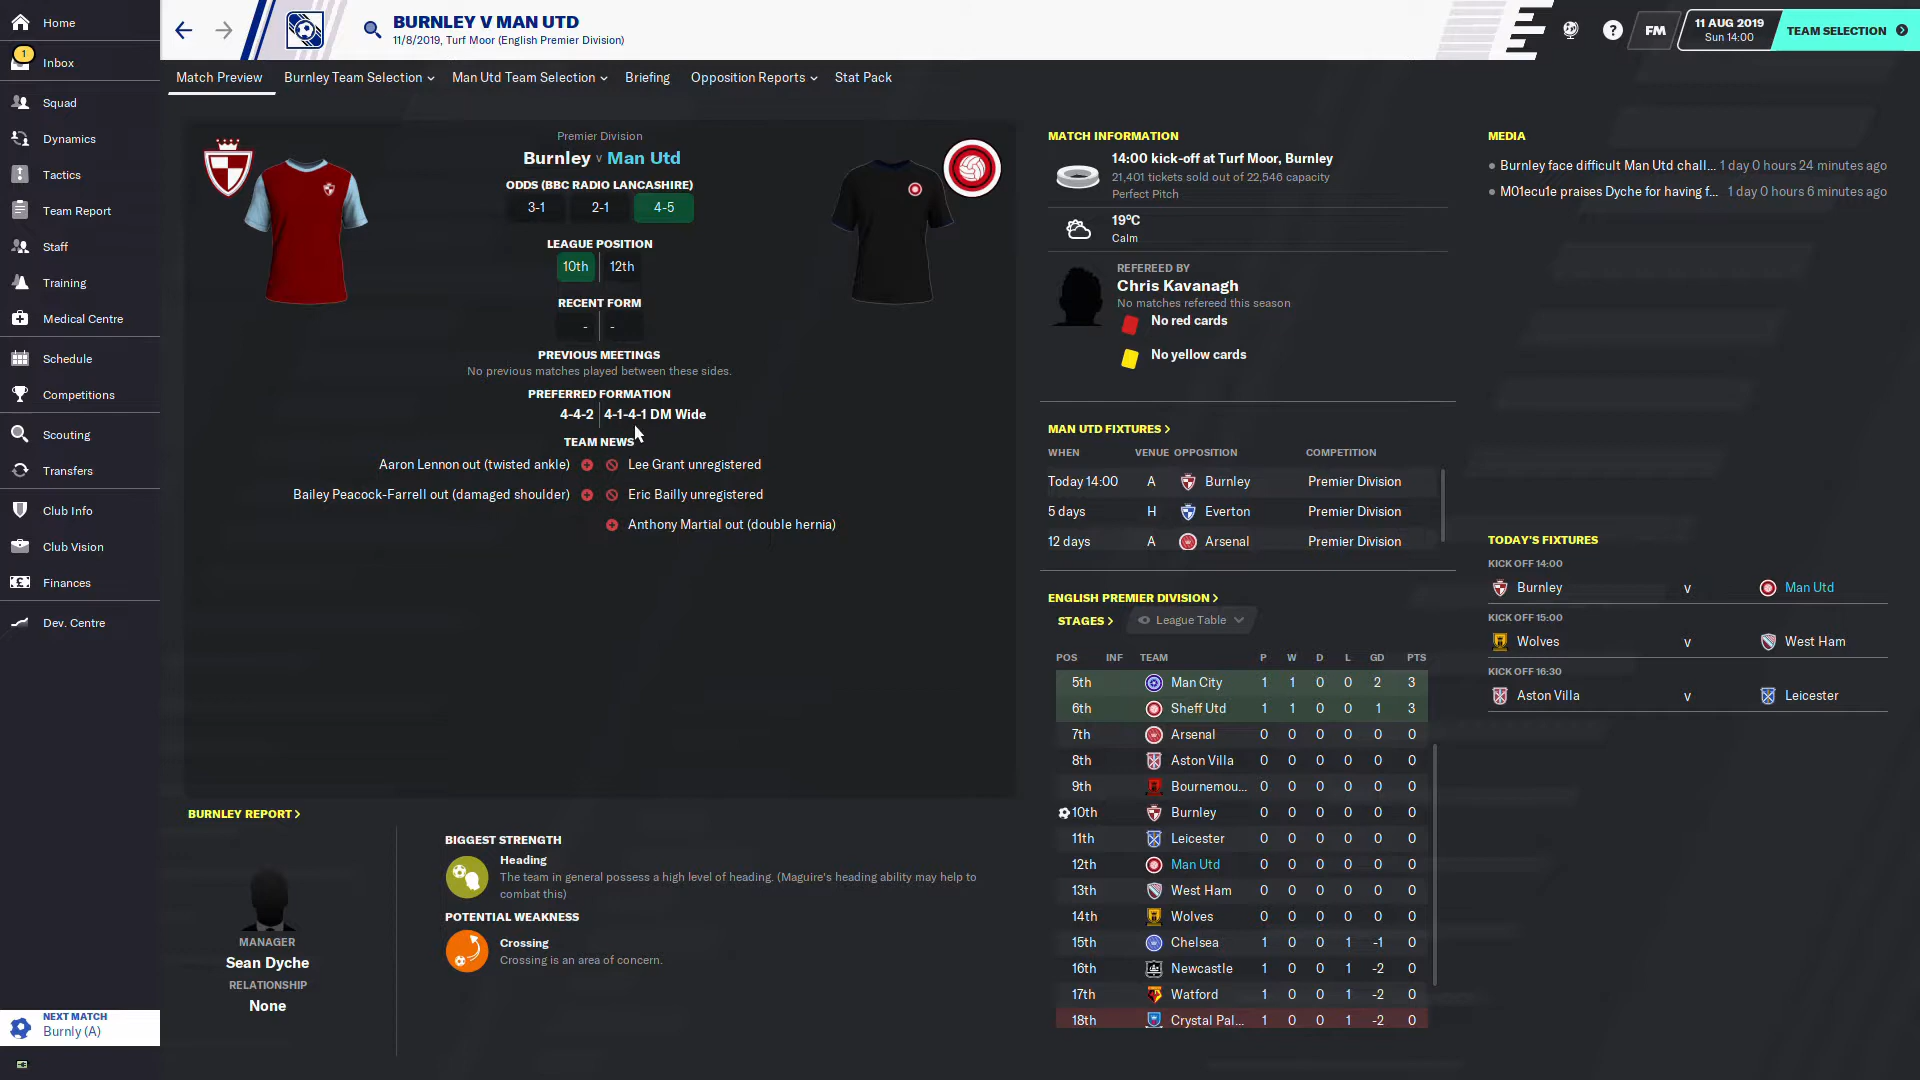 Home
1
Inbox
Squad
Dynamics
Tactics
Team Report
Staff
Training
Medical Centre
Schedule
Competitions
Scouting
Transfers
Club Info
Club Vision
Finances
Dev. Centre
NEXT MATCH
Burnly (A)
BURNLEY V MAN UTD
11/8/2019, Turf Moor (English Premier Division)
?
FM
11 AUG 2019
Sun 14:00
TEAM SELECTION
Match Preview
Burnley Team Selection
Man Utd Team Selection
Briefing
Opposition Reports
Stat Pack
Premier Division
Burnley v Man Utd
ODDS (BBC RADIO LANCASHIRE)
3-1 2-1 4-5
LEAGUE POSITION
10th 12th
RECENT FORM
- -
PREVIOUS MEETINGS
No previous matches played between these sides.
PREFERRED FORMATION
4-4-2 4-1-4-1 DM Wide
TEAM NEWS
Aaron Lennon out (twisted ankle) Lee Grant unregistered
Bailey Peacock-Farrell out (damaged shoulder) Eric Bailly unregistered
Anthony Martial out (double hernia)
BURNLEY REPORT >
MANAGER
Sean Dyche
RELATIONSHIP
None
BIGGEST STRENGTH
Heading
The team in general possess a high level of heading. (Maguire's heading ability may help to
combat this)
POTENTIAL WEAKNESS
Crossing
Crossing is an area of concern.
MATCH INFORMATION
14:00 kick-off at Turf Moor, Burnley
21,401 tickets sold out of 22,546 capacity
Perfect Pitch
19°C
Calm
REFEREED BY
Chris Kavanagh
No matches refereed this season
No red cards
No yellow cards
MAN UTD FIXTURES >
WHEN VENUE OPPOSITION COMPETITION
Today 14:00 A Burnley Premier Division
5 days H Everton Premier Division
12 days A Arsenal Premier Division
ENGLISH PREMIER DIVISION >
STAGES > League Table
POS INF TEAM P W D L GD PTS
5th Man City 1 1 0 0 2 3
6th Sheff Utd 1 1 0 0 1 3
7th Arsenal 0 0 0 0 0 0
8th Aston Villa 0 0 0 0 0 0
9th Bournemou... 0 0 0 0 0 0
10th Burnley 0 0 0 0 0 0
11th Leicester 0 0 0 0 0 0
12th Man Utd 0 0 0 0 0 0
13th West Ham 0 0 0 0 0 0
14th Wolves 0 0 0 0 0 0
15th Chelsea 1 0 0 1 -1 0
16th Newcastle 1 0 0 1 -2 0
17th Watford 1 0 0 1 -2 0
18th Crystal Pal... 1 0 0 1 -2 0
MEDIA
Burnley face difficult Man Utd chall... 1 day 0 hours 24 minutes ago
M01ecu1e praises Dyche for having f... 1 day 0 hours 6 minutes ago
TODAY'S FIXTURES
KICK OFF 14:00
Burnley v Man Utd
KICK OFF 15:00
Wolves v West Ham
KICK OFF 16:30
Aston Villa v Leicester